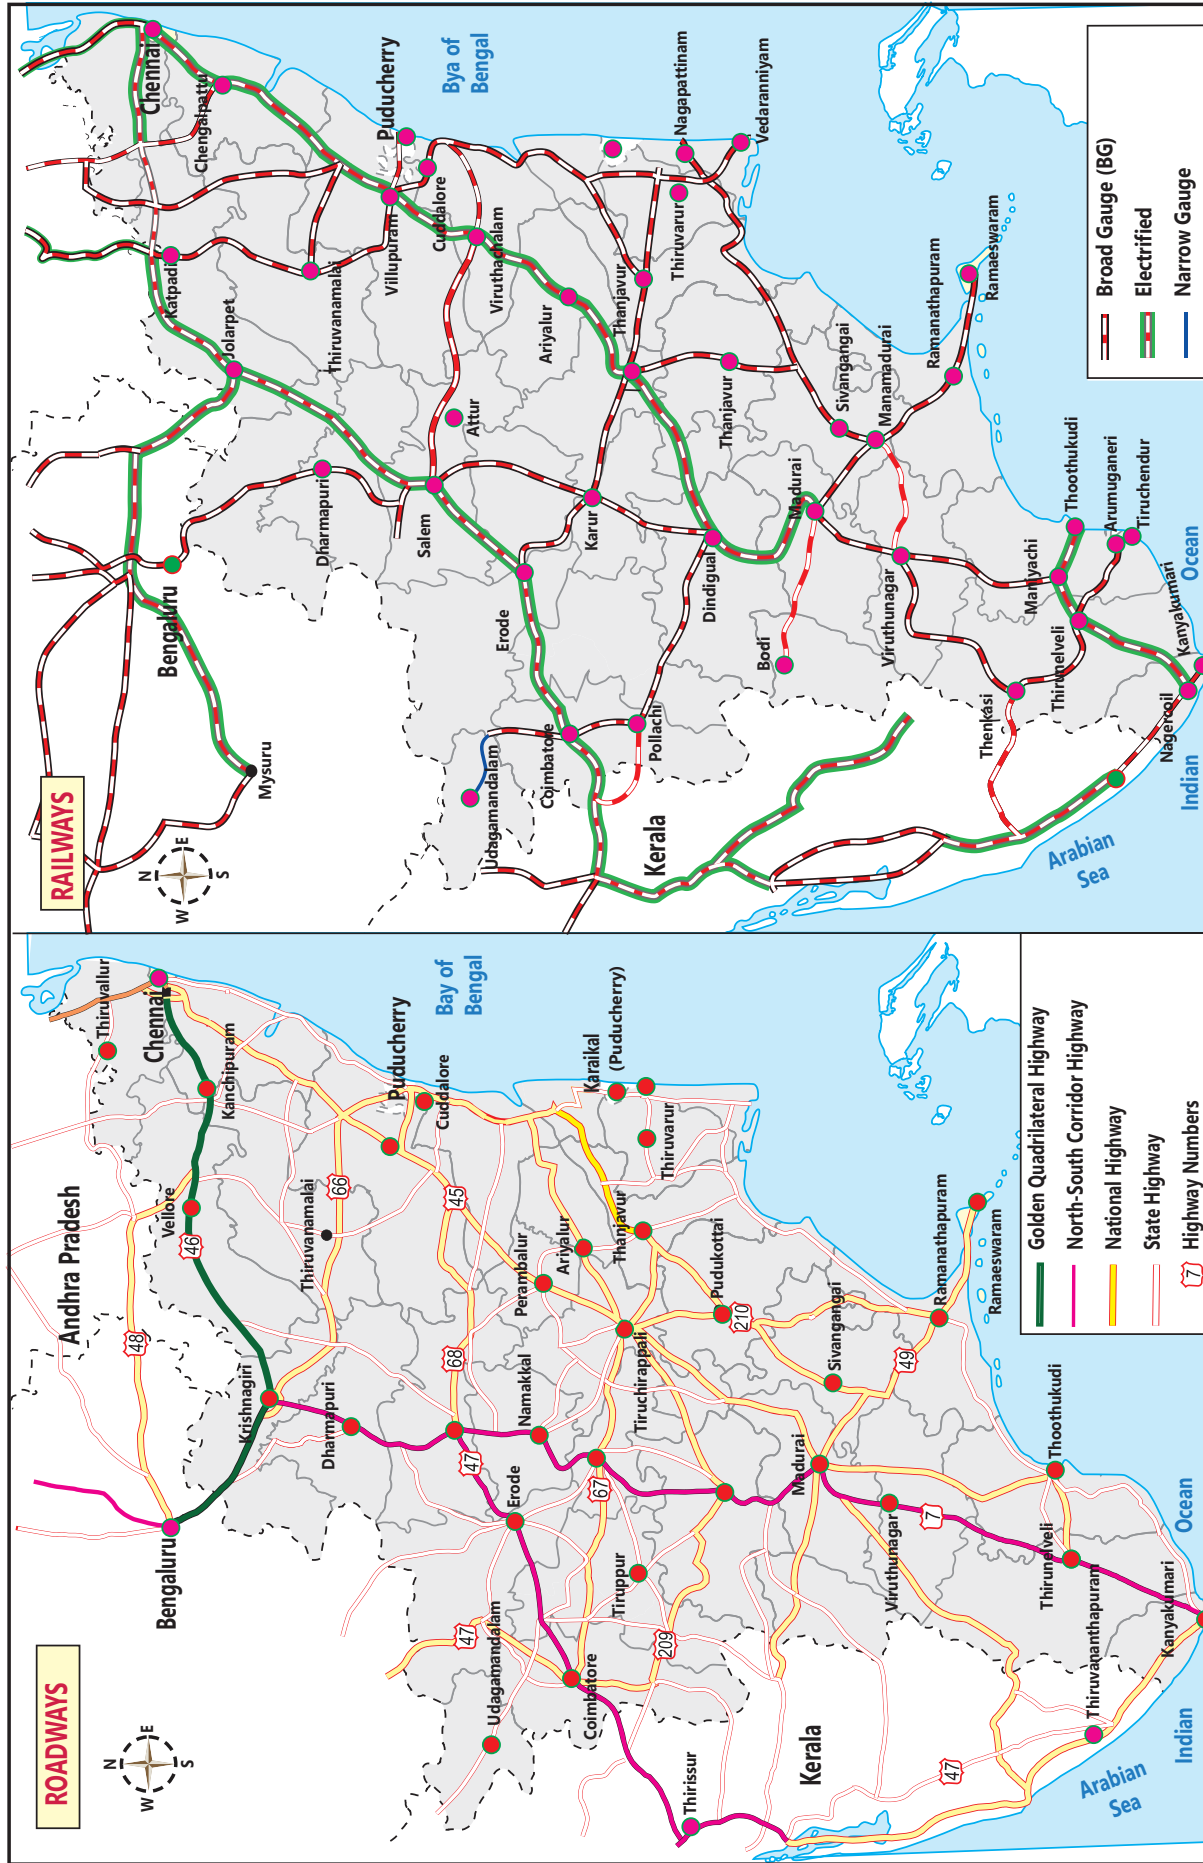 ROADWAYS
N
E
S
W
Andhra Pradesh
Thiruvallur
Chennai
Kanchipuram
Vellore
46
48
Krishnagiri
Bengaluru
Dharmapuri
Thiruvanamalai
66
Puducherry
Cuddalore
Bay of
Bengal
45
68
47
Erode
Namakkal
Perambalur
Ariyalur
Thanjavur
Karaikal
(Puducherry)
Thiruvarur
Tiruchirappali
Pudukottai
210
67
Tiruppur
47
Udagamandalam
Coimbatore
209
Thirissur
Kerala
Madurai
Sivangangai
49
Ramanathapuram
Ramaeswaram
Viruthunagar
7
Thoothukudi
Thirunelveli
Thiruvananthapuram
47
Kanyakumari
Arabian
Sea
Indian
Ocean
Golden Quadrilateral Highway
North-South Corridor Highway
National Highway
State Highway
7
Highway Numbers
RAILWAYS
N
E
S
W
Mysuru
Bengaluru
Chennai
Chengalpattu
Katpadi
Jolarpet
Thiruvanamalai
Villupuram
Puducherry
Bya of
Bengal
Cuddalore
Viruthachalam
Dharmapuri
Salem
Attur
Ariyalur
Thanjavur
Thiruvarur
Nagapattinam
Vedaranniyam
Erode
Karur
Udagamandalam
Coimbatore
Pollachi
Dindigual
Thanjavur
Sivangangai
Manamadurai
Ramanathapuram
Ramaeswaram
Madurai
Bodi
Viruthunagar
Kerala
Thenkasi
Maniyachi
Thoothukudi
Arumuganeri
Tiruchendur
Thirunelveli
Nagercoil
Kanyakumari
Arabian
Sea
Indian
Ocean
Broad Gauge (BG)
Electrified
Narrow Gauge